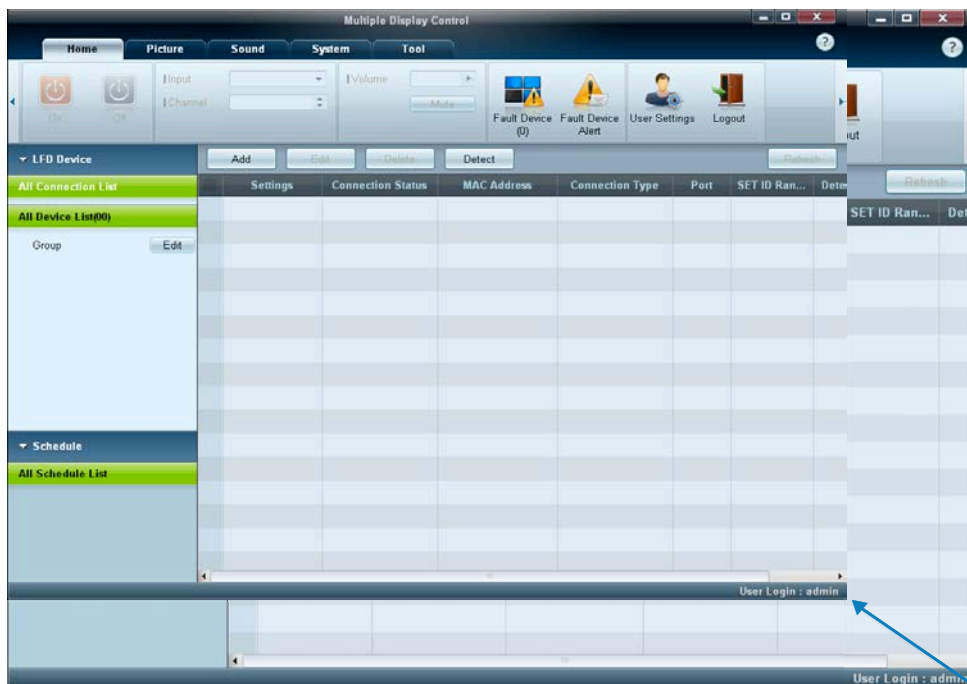 Multiple Display Control
Home Picture Sound System Tool
Input
Volume
Channel
Mute
On Off
Fault Device (0)
Fault Device Alert
User Settings
Logout
ut
LFD Device
Add Edit Delete Detect Refresh
Refresh
All Connection List
Settings Connection Status MAC Address Connection Type Port SET ID Ran... Dete
SET ID Ran... Det
All Device List(00)
Group Edit
Schedule
All Schedule List
User Login : admin
User Login : admin